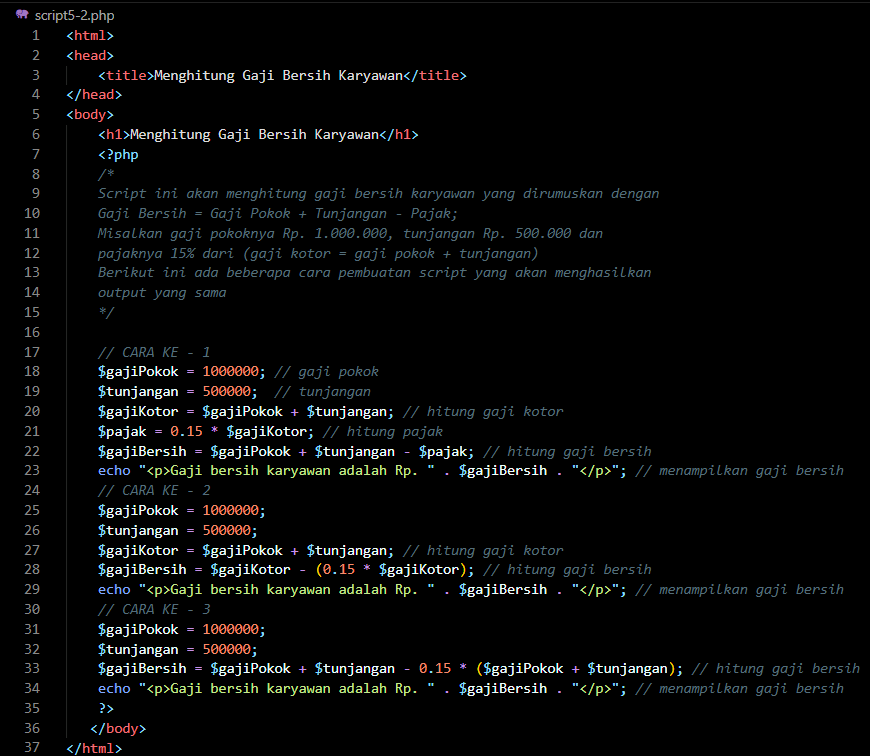 script5-2.php
1 <html>
2 <head>
3     <title>Menghitung Gaji Bersih Karyawan</title>
4 </head>
5 <body>
6     <h1>Menghitung Gaji Bersih Karyawan</h1>
7     <?php
8     /*
9     Script ini akan menghitung gaji bersih karyawan yang dirumuskan dengan
10     Gaji Bersih = Gaji Pokok + Tunjangan - Pajak;
11     Misalkan gaji pokoknya Rp. 1.000.000, tunjangan Rp. 500.000 dan
12     pajaknya 15% dari (gaji kotor = gaji pokok + tunjangan)
13     Berikut ini ada beberapa cara pembuatan script yang akan menghasilkan
14     output yang sama
15     */
16
17     // CARA KE - 1
18     $gajiPokok = 1000000; // gaji pokok
19     $tunjangan = 500000;  // tunjangan
20     $gajiKotor = $gajiPokok + $tunjangan; // hitung gaji kotor
21     $pajak = 0.15 * $gajiKotor; // hitung pajak
22     $gajiBersih = $gajiPokok + $tunjangan - $pajak; // hitung gaji bersih
23     echo "<p>Gaji bersih karyawan adalah Rp. " . $gajiBersih . "</p>"; // menampilkan gaji bersih
24     // CARA KE - 2
25     $gajiPokok = 1000000;
26     $tunjangan = 500000;
27     $gajiKotor = $gajiPokok + $tunjangan; // hitung gaji kotor
28     $gajiBersih = $gajiKotor - (0.15 * $gajiKotor); // hitung gaji bersih
29     echo "<p>Gaji bersih karyawan adalah Rp. " . $gajiBersih . "</p>"; // menampilkan gaji bersih
30     // CARA KE - 3
31     $gajiPokok = 1000000;
32     $tunjangan = 500000;
33     $gajiBersih = $gajiPokok + $tunjangan - 0.15 * ($gajiPokok + $tunjangan); // hitung gaji bersih
34     echo "<p>Gaji bersih karyawan adalah Rp. " . $gajiBersih . "</p>"; // menampilkan gaji bersih
35     ?>
36    </body>
37 </html>